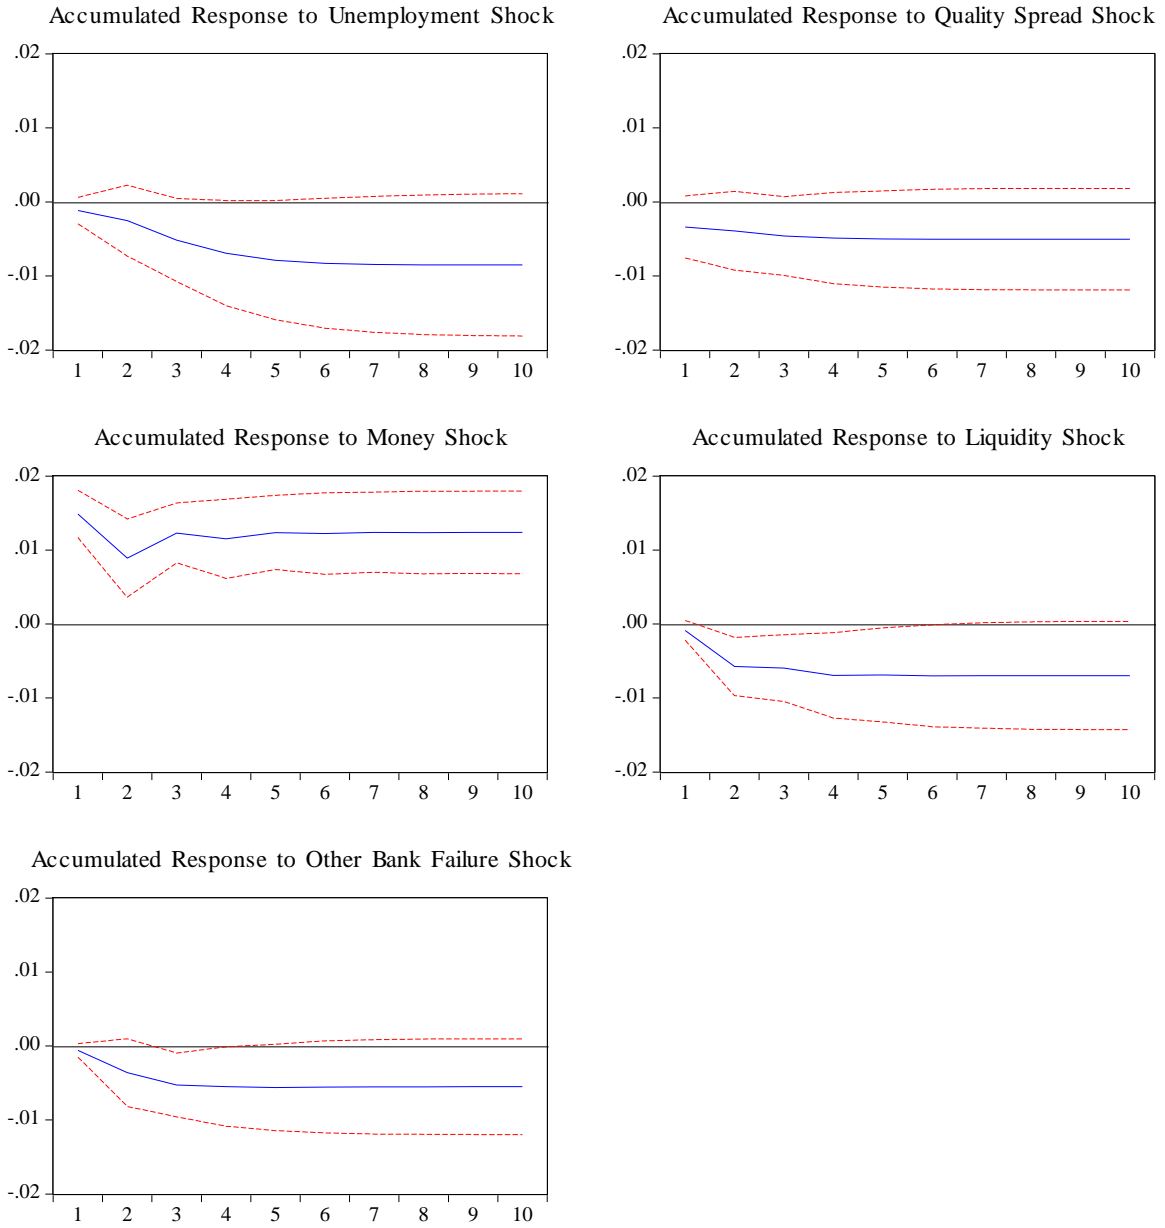 Accumulated Response to Unemployment Shock
.02
.01
.00
-.01
-.02
1 2 3 4 5 6 7 8 9 10
Accumulated Response to Quality Spread Shock
.02
.01
.00
-.01
-.02
1 2 3 4 5 6 7 8 9 10
Accumulated Response to Money Shock
.02
.01
.00
-.01
-.02
1 2 3 4 5 6 7 8 9 10
Accumulated Response to Liquidity Shock
.02
.01
.00
-.01
-.02
1 2 3 4 5 6 7 8 9 10
Accumulated Response to Other Bank Failure Shock
.02
.01
.00
-.01
-.02
1 2 3 4 5 6 7 8 9 10